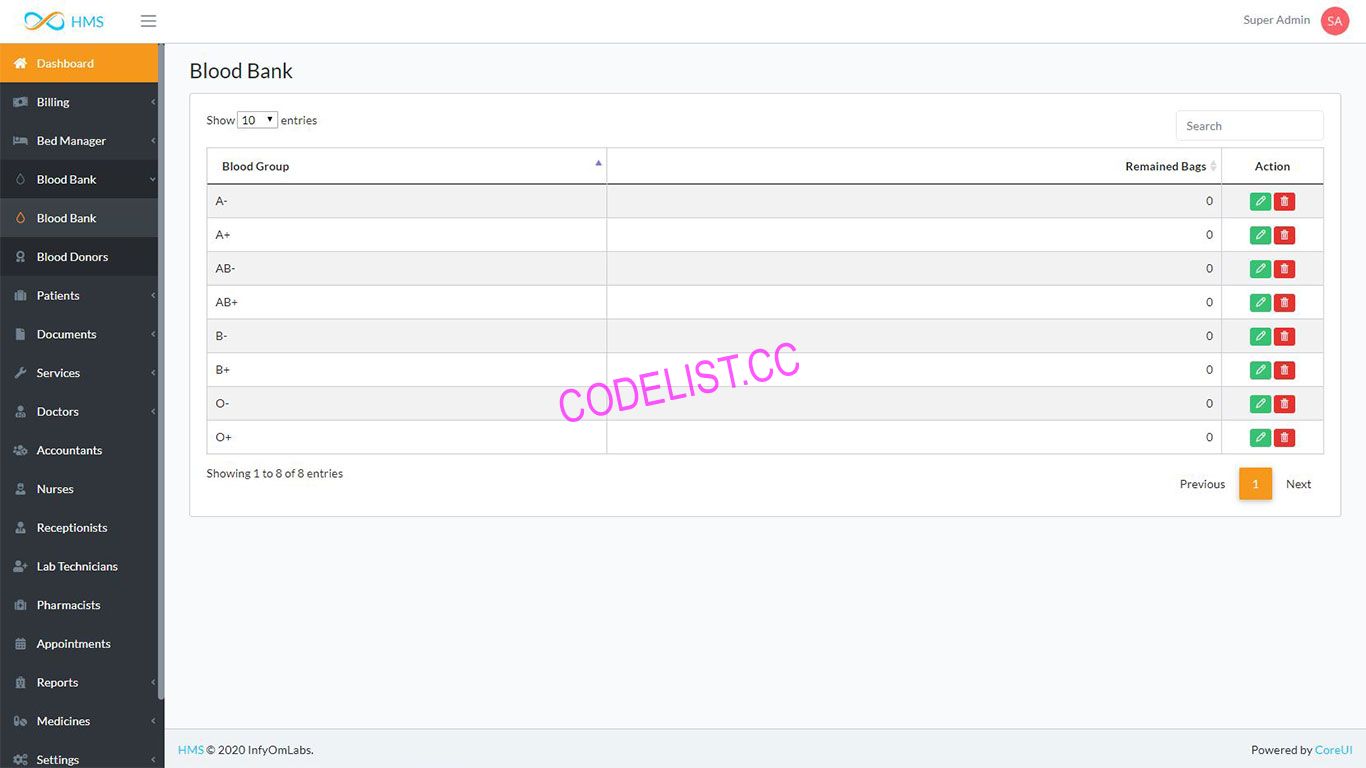 HMS
Super Admin
SA
Dashboard
Billing
Bed Manager
Blood Bank
Blood Bank
Blood Donors
Patients
Documents
Services
Doctors
Accountants
Nurses
Receptionists
Lab Technicians
Pharmacists
Appointments
Reports
Medicines
Settings
Blood Bank
Show 10 entries
Search
Blood Group Remained Bags Action
A- 0
A+ 0
AB- 0
AB+ 0
B- 0
B+ 0
O- 0
O+ 0
CODELIST.CC
Showing 1 to 8 of 8 entries
Previous 1 Next
HMS © 2020 InfyOmLabs.
Powered by CoreUI